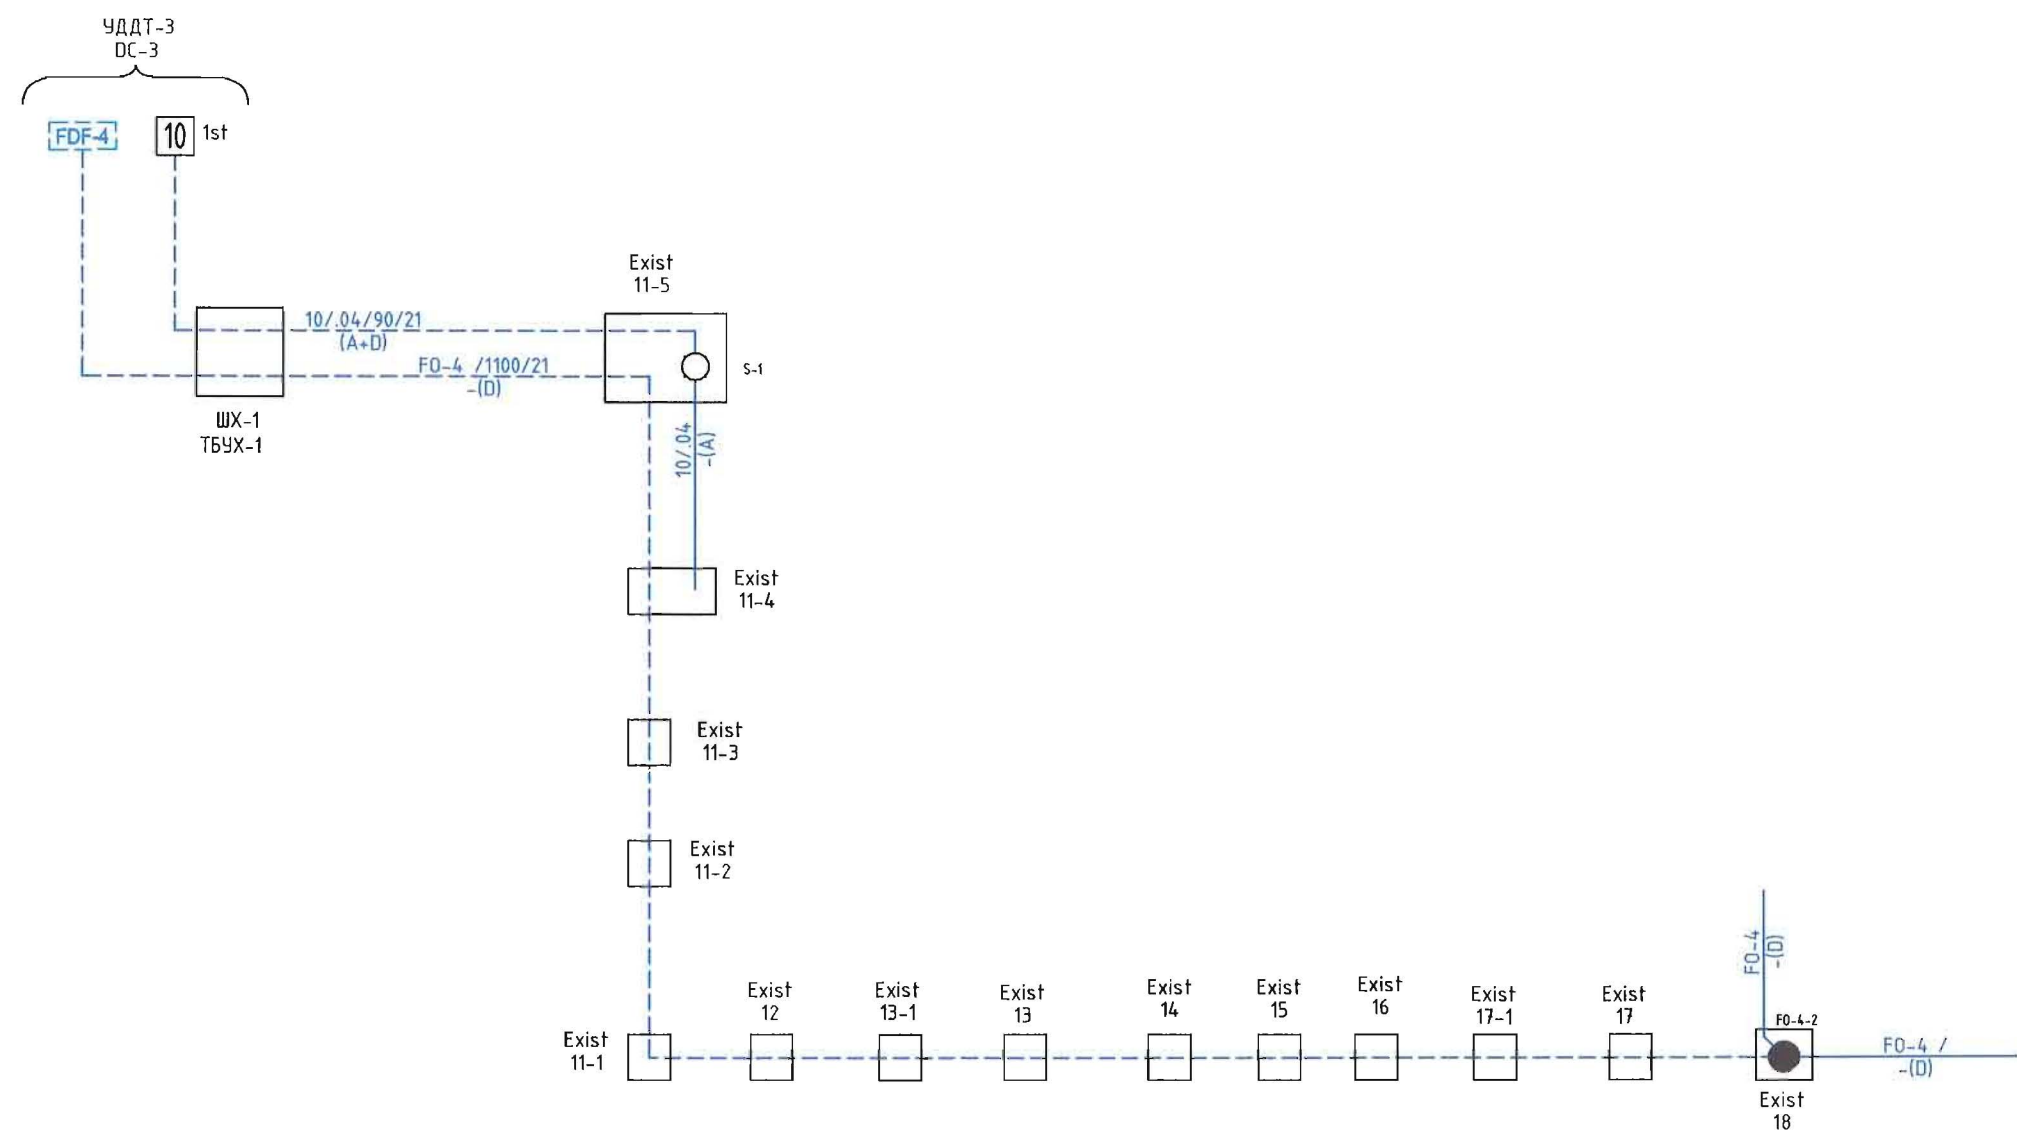 УДДТ-3
DC-3
FDF-4
10 1st
Exist
11-5
10/.04/90/21
(A+D)
FO-4 /1100/21
-(D)
S-1
ШХ-1
ТБУХ-1
10/.04
-(A)
Exist
11-4
Exist
11-3
Exist
11-2
FO-4
-(D)
Exist
11-1
Exist
12
Exist
13-1
Exist
13
Exist
14
Exist
15
Exist
16
Exist
17-1
Exist
17
FO-4-2
FO-4 /
-(D)
Exist
18